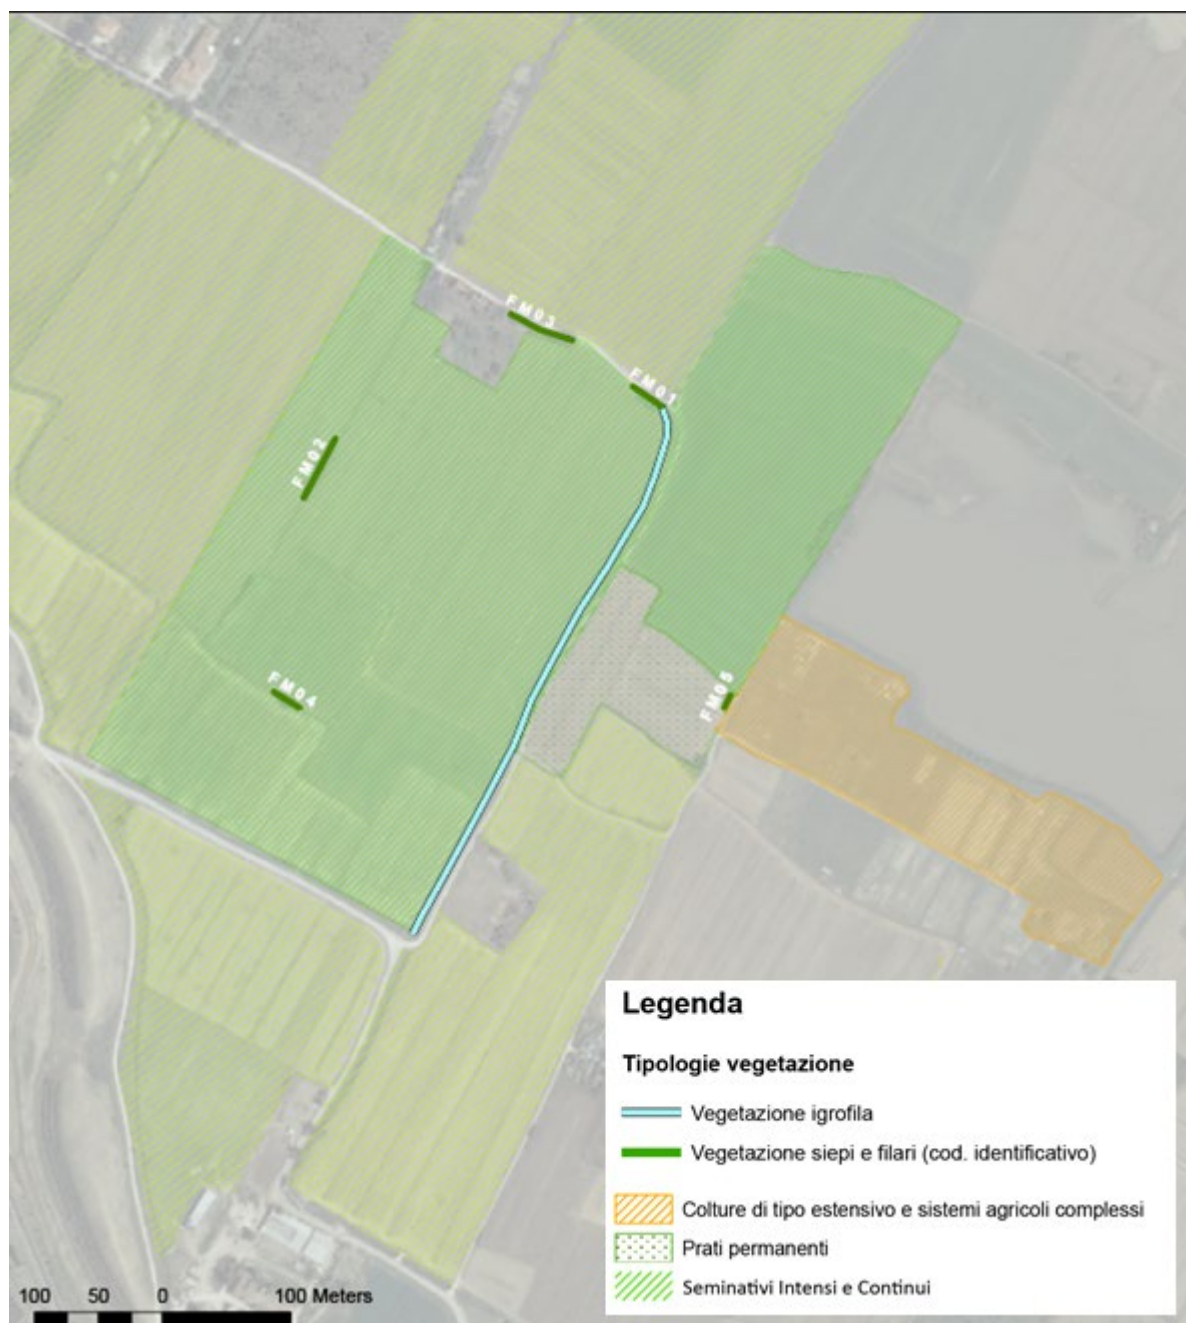 FM03
FM01
FM02
FM04
FM05
Legenda
Tipologie vegetazione
Vegetazione igrofila
Vegetazione siepi e filari (cod. identificativo)
Colture di tipo estensivo e sistemi agricoli complessi
Prati permanenti
Seminativi Intensi e Continui
100 50 0 100 Meters